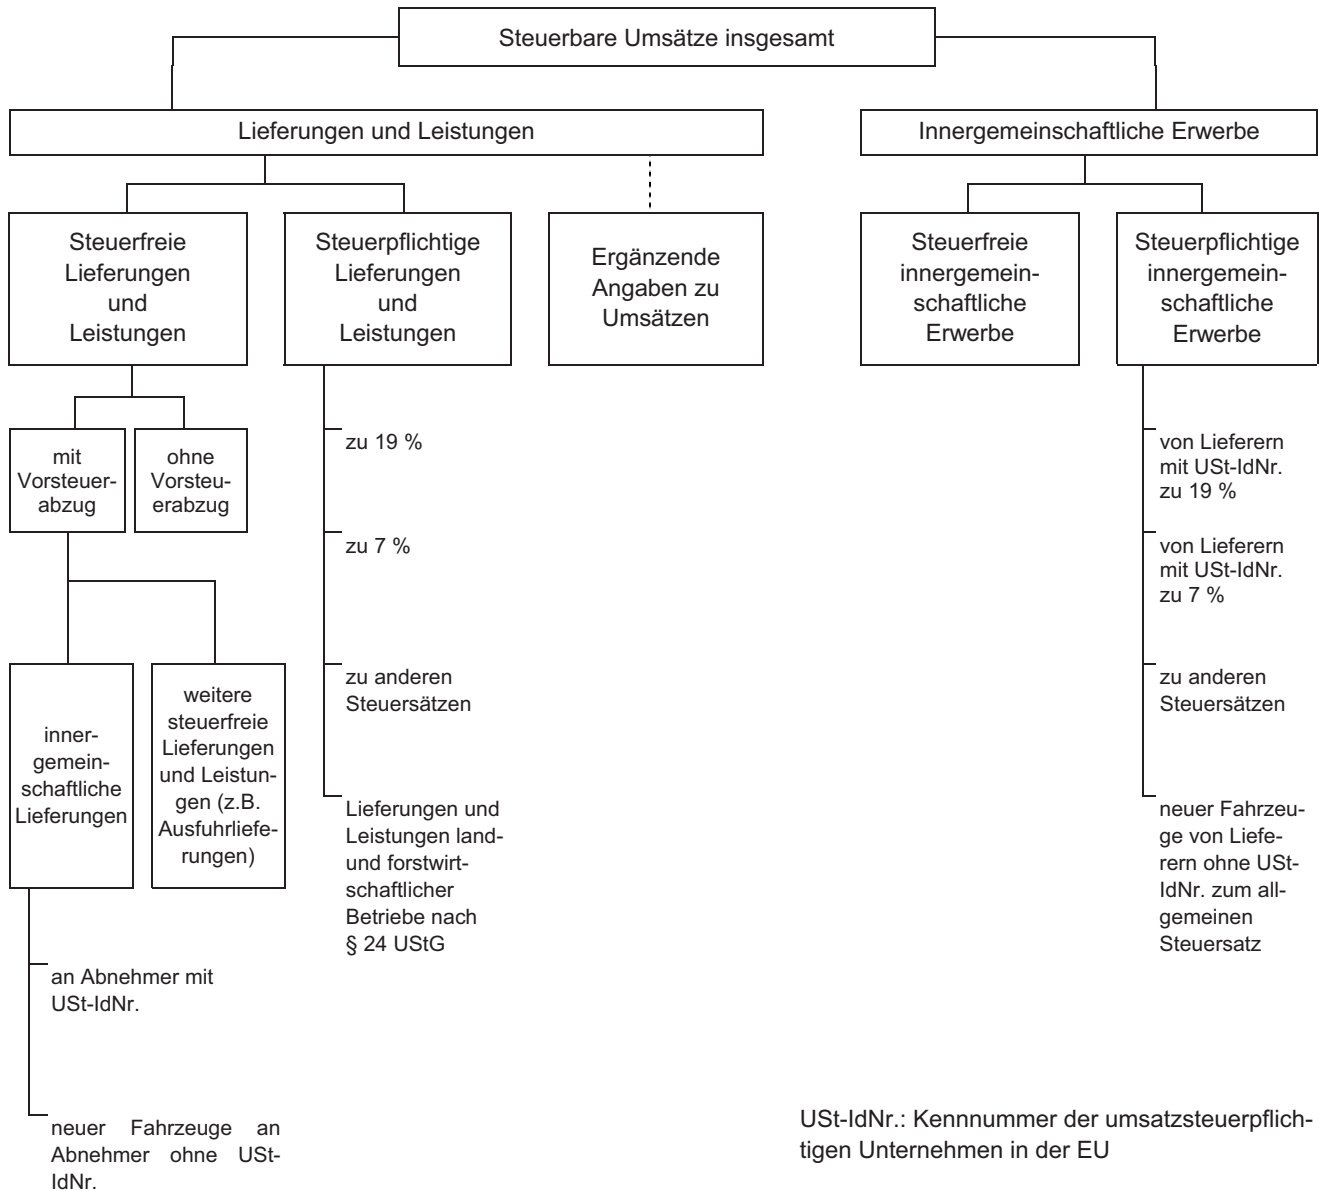 Steuerbare Umsätze insgesamt
Lieferungen und Leistungen
Innergemeinschaftliche Erwerbe
Steuerfreie
Lieferungen
und
Leistungen
Steuerpflichtige
Lieferungen
und
Leistungen
Ergänzende
Angaben zu
Umsätzen
Steuerfreie
innergemein-
schaftliche
Erwerbe
Steuerpflichtige
innergemein-
schaftliche
Erwerbe
mit
Vorsteuer-
abzug
ohne
Vorsteu-
erabzug
zu 19 %
zu 7 %
zu anderen
Steuersätzen
Lieferungen und
Leistungen land-
und forstwirt-
schaftlicher
Betriebe nach
§ 24 UStG
von Lieferern
mit USt-IdNr.
zu 19 %
von Lieferern
mit USt-IdNr.
zu 7 %
zu anderen
Steuersätzen
neuer Fahrzeu-
ge von Liefe-
rern ohne USt-
IdNr. zum all-
gemeinen
Steuersatz
inner-
gemein-
schaftliche
Lieferungen
weitere
steuerfreie
Lieferungen
und Leistun-
gen (z.B.
Ausfuhrliefe-
rungen)
an Abnehmer mit
USt-IdNr.
neuer Fahrzeuge an
Abnehmer ohne USt-
IdNr.
USt-IdNr.: Kennnummer der umsatzsteuerpflich-
tigen Unternehmen in der EU